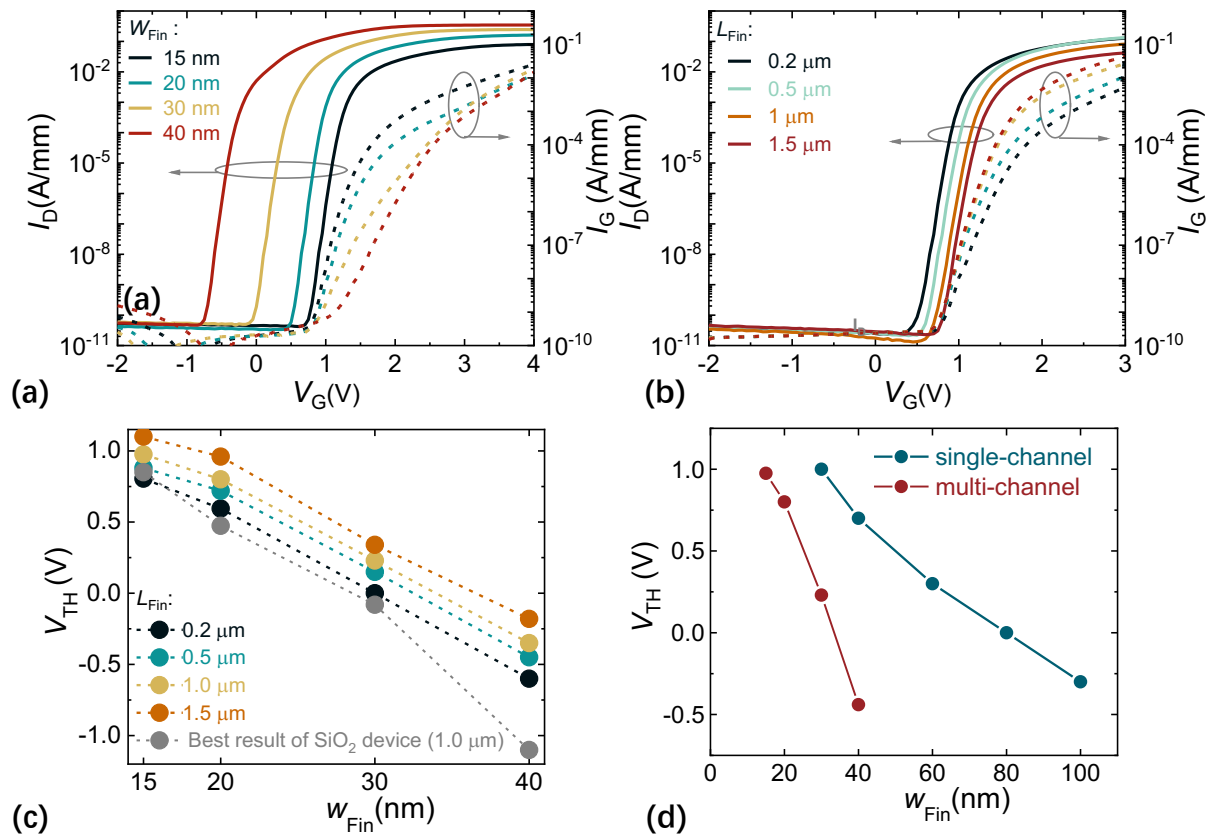 W_Fin:
15 nm
20 nm
30 nm
40 nm
I_D(A/mm)
10^-2
10^-5
10^-8
10^-11
10^-1
10^-4
10^-7
10^-10
I_G (A/mm)
(a)
-2 -1 0 1 2 3 4
V_G(V)
(a)
L_Fin:
0.2 μm
0.5 μm
1 μm
1.5 μm
I_D(A/mm)
10^-2
10^-5
10^-8
10^-11
10^-1
10^-4
10^-7
10^-10
I_G (A/mm)
-2 -1 0 1 2 3
V_G(V)
(b)
V_TH (V)
1.0
0.5
0.0
-0.5
-1.0
L_Fin:
0.2 μm
0.5 μm
1.0 μm
1.5 μm
Best result of SiO₂ device (1.0 μm)
15 20 30 40
w_Fin(nm)
(c)
V_TH (V)
1.0
0.5
0.0
-0.5
single-channel
multi-channel
0 20 40 60 80 100
w_Fin(nm)
(d)